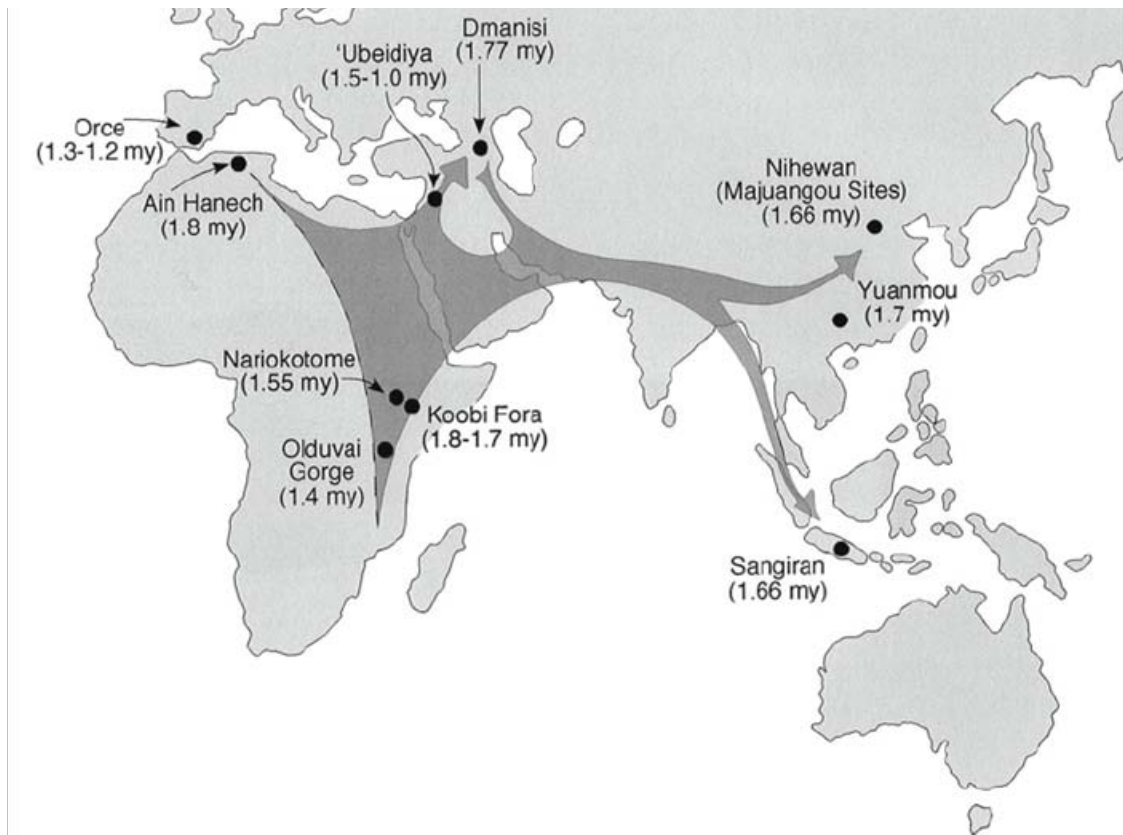 Dmanisi
(1.77 my)
‘Ubeidiya
(1.5-1.0 my)
Orce
(1.3-1.2 my)
Ain Hanech
(1.8 my)
Nihewan
(Majuangou Sites)
(1.66 my)
Yuanmou
(1.7 my)
Nariokotome
(1.55 my)
Koobi Fora
(1.8-1.7 my)
Olduvai
Gorge
(1.4 my)
Sangiran
(1.66 my)